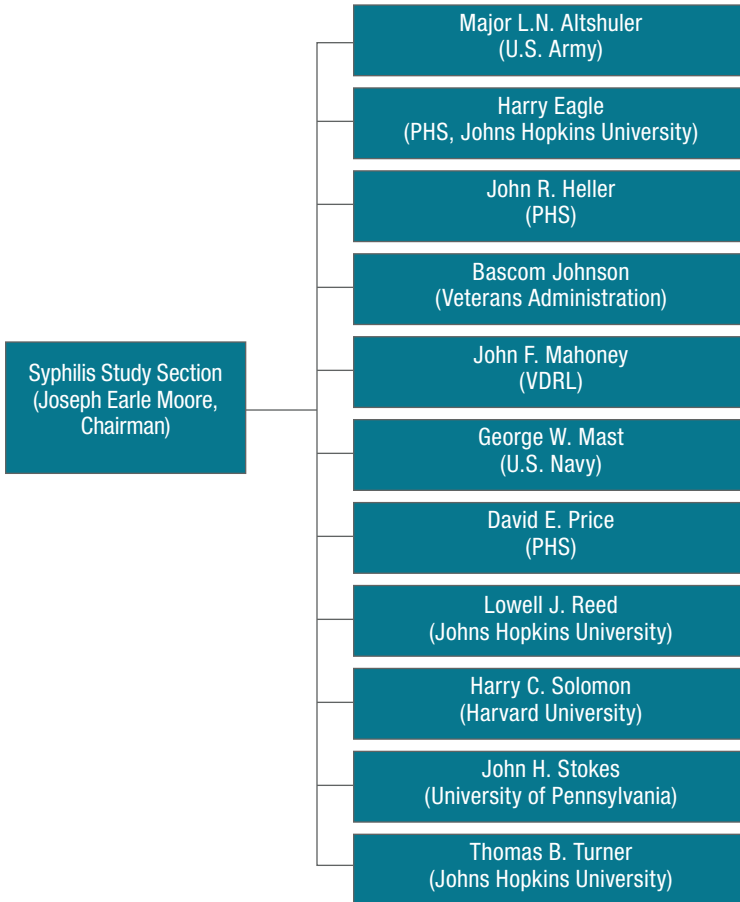 Major L.N. Altshuler
(U.S. Army)
Harry Eagle
(PHS, Johns Hopkins University)
John R. Heller
(PHS)
Bascom Johnson
(Veterans Administration)
Syphilis Study Section
(Joseph Earle Moore,
Chairman)
John F. Mahoney
(VDRL)
George W. Mast
(U.S. Navy)
David E. Price
(PHS)
Lowell J. Reed
(Johns Hopkins University)
Harry C. Solomon
(Harvard University)
John H. Stokes
(University of Pennsylvania)
Thomas B. Turner
(Johns Hopkins University)